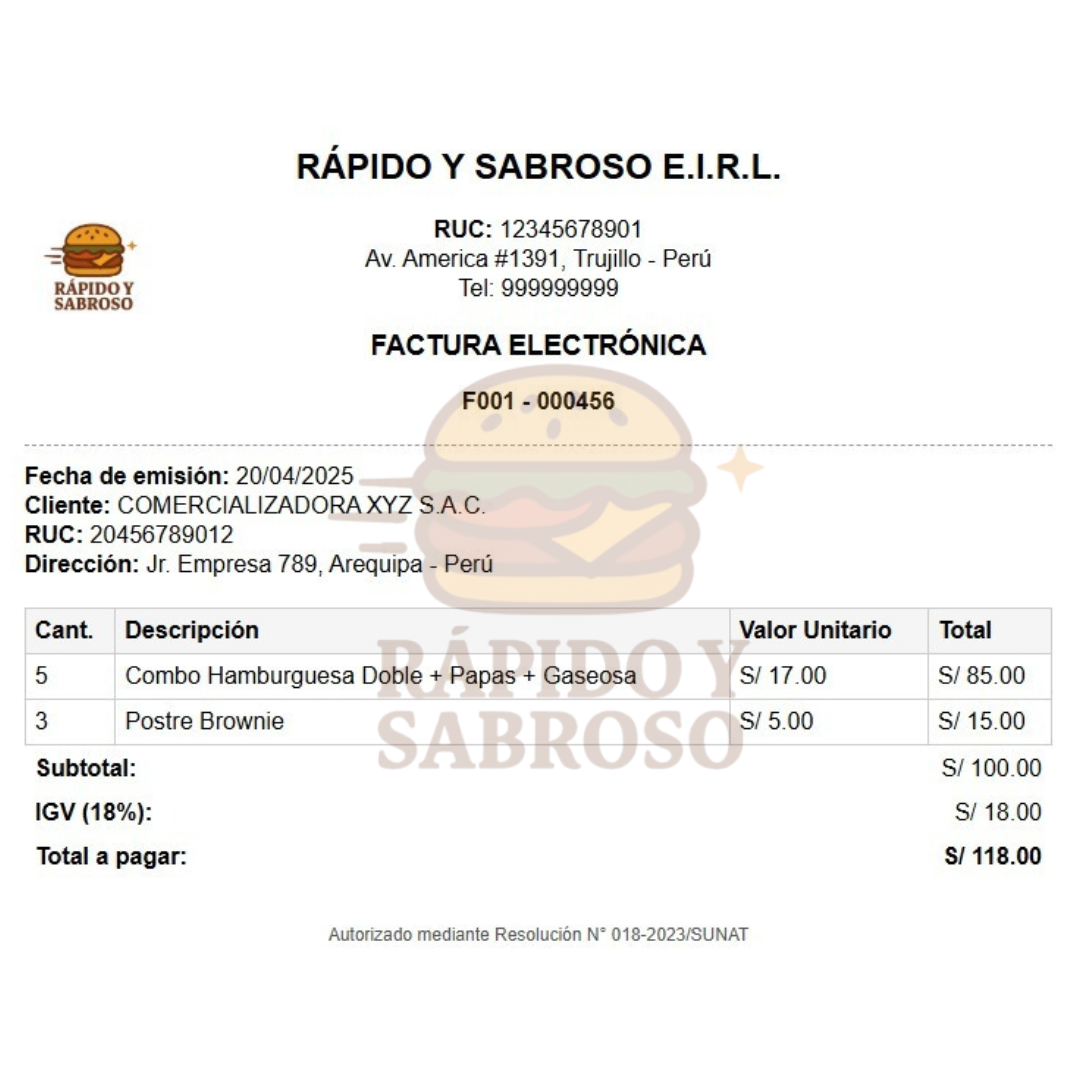 RÁPIDO Y SABROSO E.I.R.L.
RUC: 12345678901
Av. America #1391, Trujillo - Perú
Tel: 999999999
RÁPIDO Y
SABROSO
FACTURA ELECTRÓNICA
F001 - 000456
Fecha de emisión: 20/04/2025
Cliente: COMERCIALIZADORA XYZ S.A.C.
RUC: 20456789012
Dirección: Jr. Empresa 789, Arequipa - Perú
Cant. Descripción Valor Unitario Total
5 Combo Hamburguesa Doble + Papas + Gaseosa S/ 17.00 S/ 85.00
3 Postre Brownie S/ 5.00 S/ 15.00
RÁPIDO Y
SABROSO
Subtotal: S/ 100.00
IGV (18%): S/ 18.00
Total a pagar: S/ 118.00
Autorizado mediante Resolución N° 018-2023/SUNAT